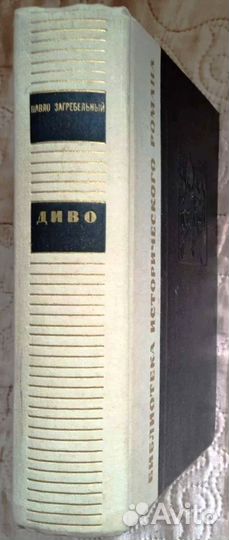 ПАВЛО ЗАГРЕБЕЛЬНЫЙ
ДИВО
БИБЛИОТЕКА ИСТОРИЧЕСКОГО РОМАНА
Avito